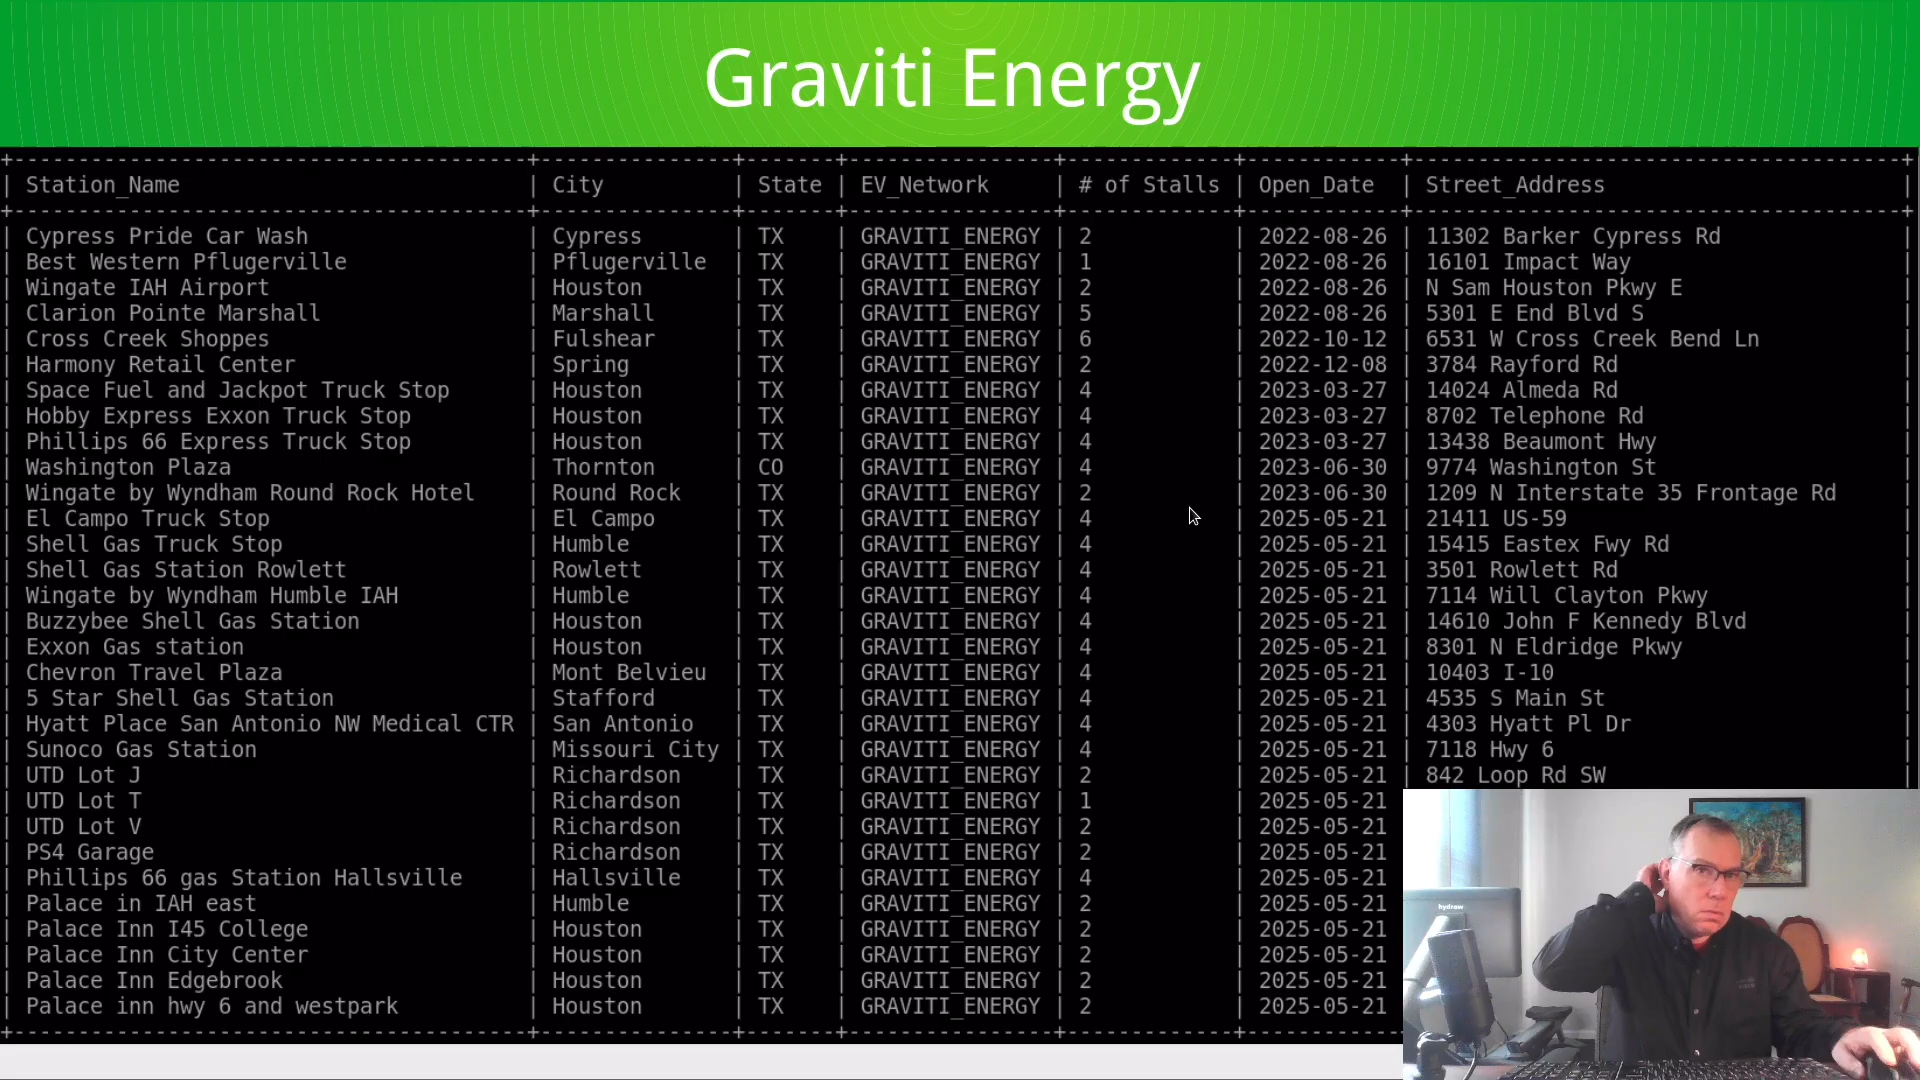 Graviti Energy
| Station_Name | City | State | EV_Network | # of Stalls | Open_Date | Street_Address |
| Cypress Pride Car Wash | Cypress | TX | GRAVITI_ENERGY | 2 | 2022-08-26 | 11302 Barker Cypress Rd |
| Best Western Pflugerville | Pflugerville | TX | GRAVITI_ENERGY | 1 | 2022-08-26 | 16101 Impact Way |
| Wingate IAH Airport | Houston | TX | GRAVITI_ENERGY | 2 | 2022-08-26 | N Sam Houston Pkwy E |
| Clarion Pointe Marshall | Marshall | TX | GRAVITI_ENERGY | 5 | 2022-08-26 | 5301 E End Blvd S |
| Cross Creek Shoppes | Fulshear | TX | GRAVITI_ENERGY | 6 | 2022-10-12 | 6531 W Cross Creek Bend Ln |
| Harmony Retail Center | Spring | TX | GRAVITI_ENERGY | 2 | 2022-12-08 | 3784 Rayford Rd |
| Space Fuel and Jackpot Truck Stop | Houston | TX | GRAVITI_ENERGY | 4 | 2023-03-27 | 14024 Almeda Rd |
| Hobby Express Exxon Truck Stop | Houston | TX | GRAVITI_ENERGY | 4 | 2023-03-27 | 8702 Telephone Rd |
| Phillips 66 Express Truck Stop | Houston | TX | GRAVITI_ENERGY | 4 | 2023-03-27 | 13438 Beaumont Hwy |
| Washington Plaza | Thornton | CO | GRAVITI_ENERGY | 4 | 2023-06-30 | 9774 Washington St |
| Wingate by Wyndham Round Rock Hotel | Round Rock | TX | GRAVITI_ENERGY | 2 | 2023-06-30 | 1209 N Interstate 35 Frontage Rd |
| El Campo Truck Stop | El Campo | TX | GRAVITI_ENERGY | 4 | 2025-05-21 | 21411 US-59 |
| Shell Gas Truck Stop | Humble | TX | GRAVITI_ENERGY | 4 | 2025-05-21 | 15415 Eastex Fwy Rd |
| Shell Gas Station Rowlett | Rowlett | TX | GRAVITI_ENERGY | 4 | 2025-05-21 | 3501 Rowlett Rd |
| Wingate by Wyndham Humble IAH | Humble | TX | GRAVITI_ENERGY | 4 | 2025-05-21 | 7114 Will Clayton Pkwy |
| Buzzybee Shell Gas Station | Houston | TX | GRAVITI_ENERGY | 4 | 2025-05-21 | 14610 John F Kennedy Blvd |
| Exxon Gas station | Houston | TX | GRAVITI_ENERGY | 4 | 2025-05-21 | 8301 N Eldridge Pkwy |
| Chevron Travel Plaza | Mont Belvieu | TX | GRAVITI_ENERGY | 4 | 2025-05-21 | 10403 I-10 |
| 5 Star Shell Gas Station | Stafford | TX | GRAVITI_ENERGY | 4 | 2025-05-21 | 4535 S Main St |
| Hyatt Place San Antonio NW Medical CTR | San Antonio | TX | GRAVITI_ENERGY | 4 | 2025-05-21 | 4303 Hyatt Pl Dr |
| Sunoco Gas Station | Missouri City | TX | GRAVITI_ENERGY | 4 | 2025-05-21 | 7118 Hwy 6 |
| UTD Lot J | Richardson | TX | GRAVITI_ENERGY | 2 | 2025-05-21 | 842 Loop Rd SW |
| UTD Lot T | Richardson | TX | GRAVITI_ENERGY | 1 | 2025-05-21
| UTD Lot V | Richardson | TX | GRAVITI_ENERGY | 2 | 2025-05-21
| PS4 Garage | Richardson | TX | GRAVITI_ENERGY | 2 | 2025-05-21
| Phillips 66 gas Station Hallsville | Hallsville | TX | GRAVITI_ENERGY | 4 | 2025-05-21
| Palace in IAH east | Humble | TX | GRAVITI_ENERGY | 2 | 2025-05-21
| Palace Inn I45 College | Houston | TX | GRAVITI_ENERGY | 2 | 2025-05-21
| Palace Inn City Center | Houston | TX | GRAVITI_ENERGY | 2 | 2025-05-21
| Palace Inn Edgebrook | Houston | TX | GRAVITI_ENERGY | 2 | 2025-05-21
| Palace inn hwy 6 and westpark | Houston | TX | GRAVITI_ENERGY | 2 | 2025-05-21